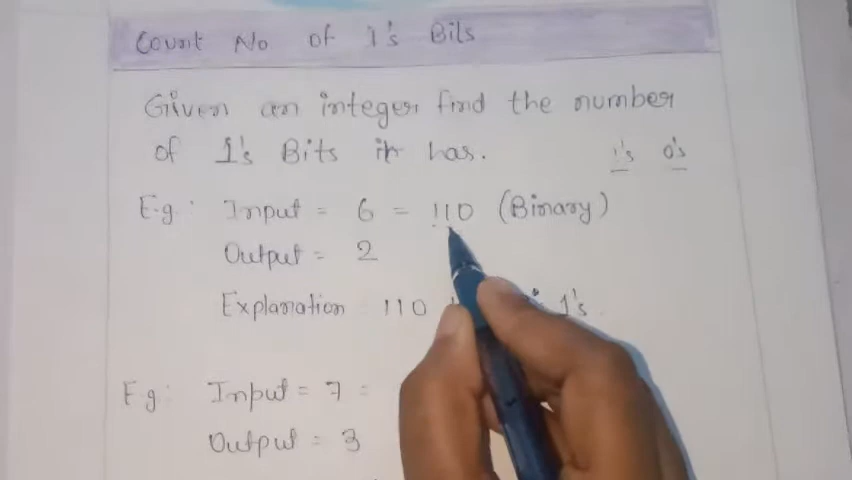 Count No of 1's Bits
Given an integer find the number
of 1's Bits it has.
1's 0's
E.g: Input = 6 = 110 (Binary)
Output = 2
Explanation 110 1's
E.g: Input = 7 =
Output = 3